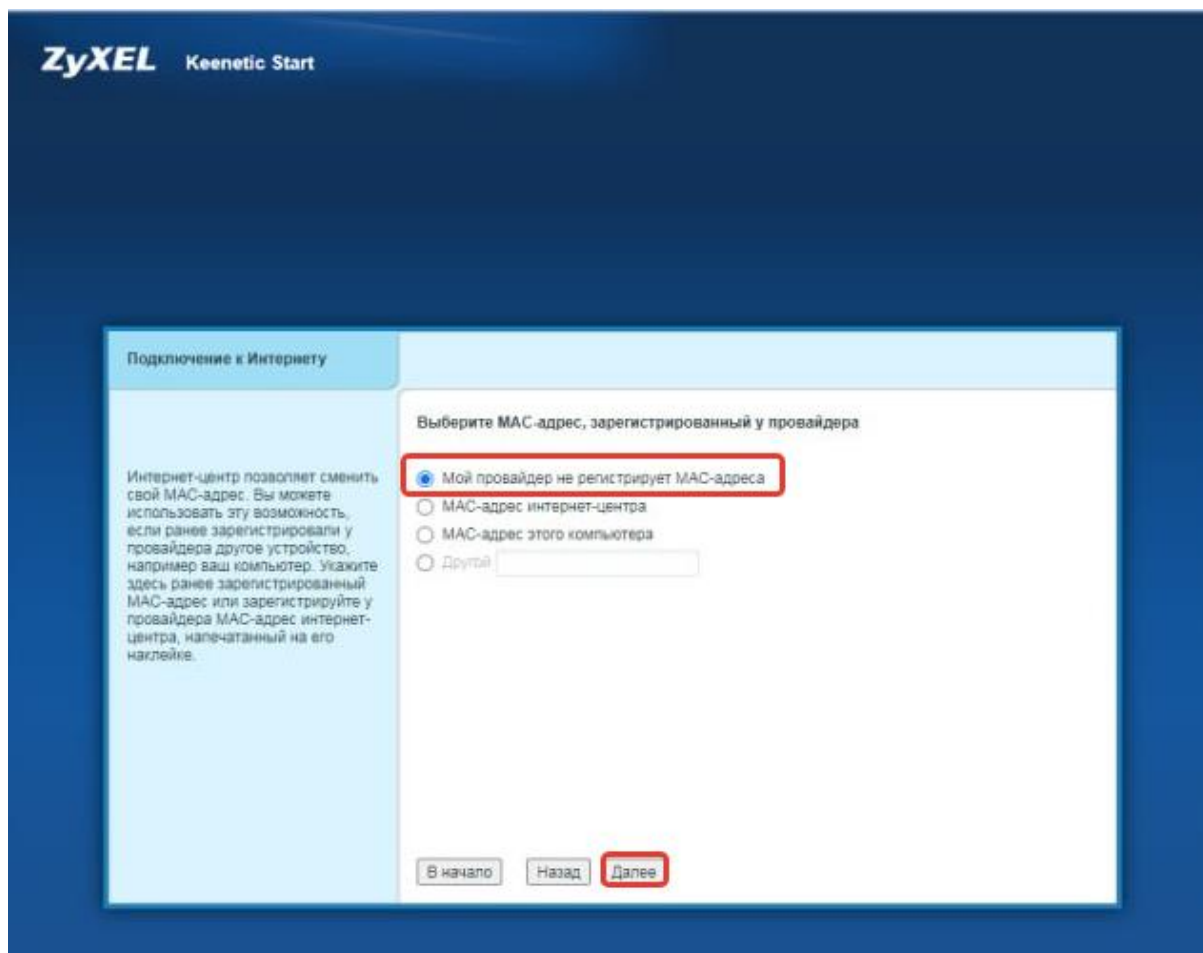 ZyXEL Keenetic Start
Подключение к Интернету
Выберите MAC-адрес, зарегистрированный у провайдера
Интернет-центр позволяет сменить
свой MAC-адрес. Вы можете
использовать эту возможность,
если ранее зарегистрировали у
провайдера другое устройство,
например ваш компьютер. Укажите
здесь ранее зарегистрированный
MAC-адрес или зарегистрируйте у
провайдера MAC-адрес интернет-
центра, напечатанный на его
наклейке.
Мой провайдер не регистрирует MAC-адреса
MAC-адрес интернет-центра
MAC-адрес этого компьютера
Другой
В начало Назад Далее